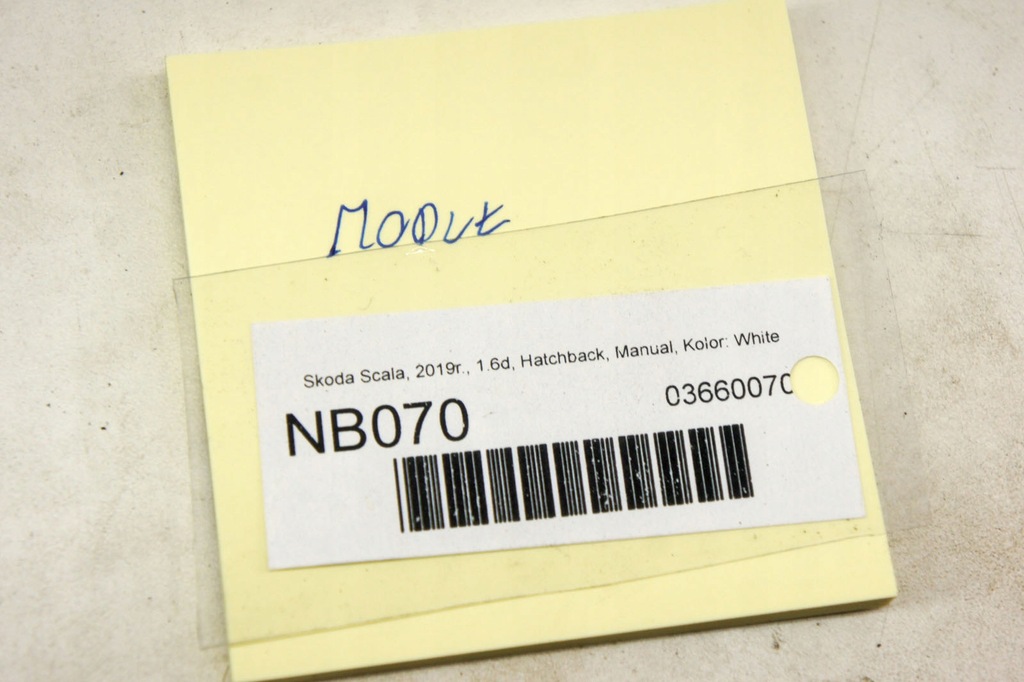 MODUŁ
Skoda Scala, 2019r., 1.6d, Hatchback, Manual, Kolor: White
03660070
NB070